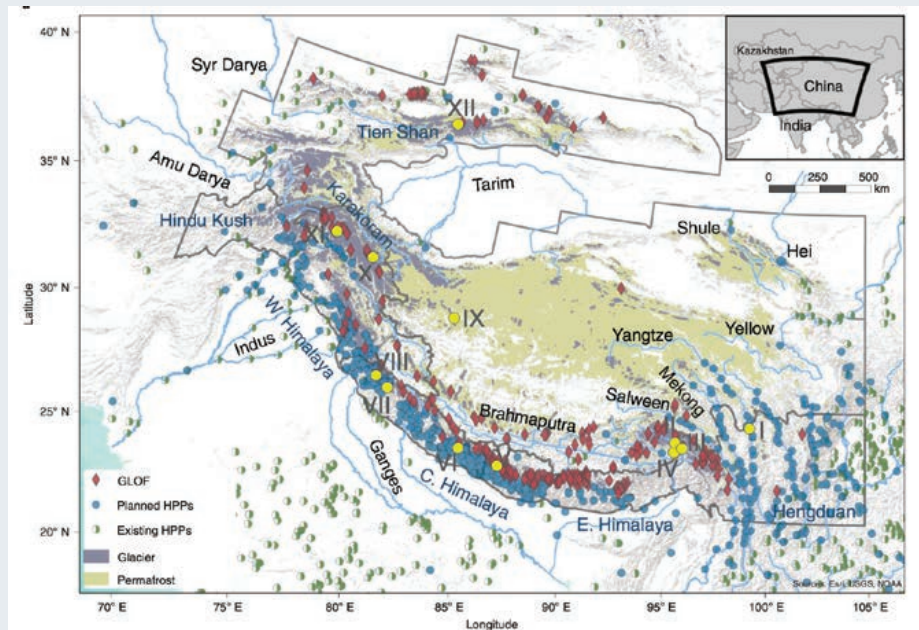 40° N
35° N
30° N
25° N
20° N
Latitude
70° E
75° E
80° E
85° E
90° E
95° E
100° E
105° E
Longitude
Kazakhstan
China
India
0 250 500
km
Syr Darya
XII
Tien Shan
Amu Darya
Tarim
Karakoram
Hindu Kush
XI
X
Shule
Hei
IX
W. Himalaya
Indus
Yangtze
Yellow
VIII
Mekong
Salween
VII
Brahmaputra
I
II
III
VI
V
IV
Ganges
C. Himalaya
E. Himalaya
Hengduan
GLOF
Planned HPPs
Existing HPPs
Glacier
Permafrost
Sources: Esri, USGS, NOAA